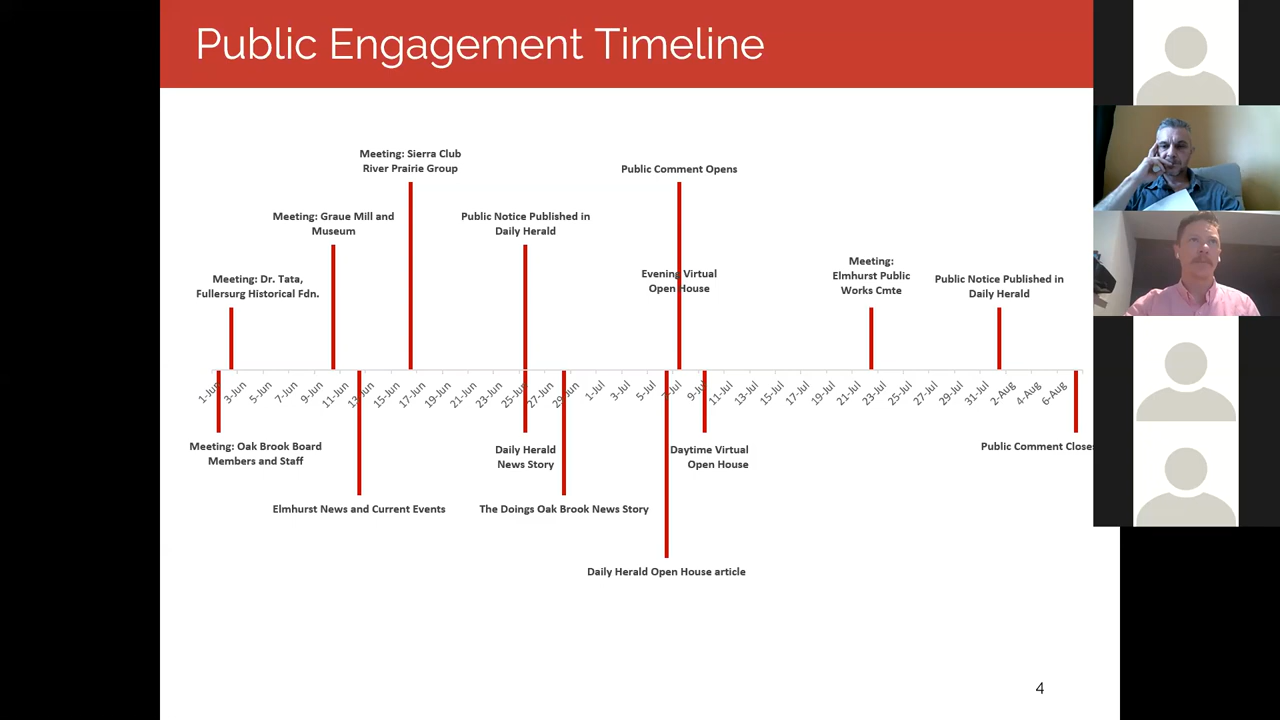 Public Engagement Timeline
Meeting: Sierra Club
River Prairie Group
Public Comment Opens
Meeting: Graue Mill and
Museum
Public Notice Published in
Daily Herald
Meeting:
Elmhurst Public
Works Cmte
Evening Virtual
Open House
Meeting: Dr. Tata,
Fullersurg Historical Fdn.
Public Notice Published in
Daily Herald
1-Jun
3-Jun
5-Jun
7-Jun
9-Jun
11-Jun
13-Jun
15-Jun
17-Jun
19-Jun
21-Jun
23-Jun
25-Jun
27-Jun
29-Jun
1-Jul
3-Jul
5-Jul
7-Jul
9-Jul
11-Jul
13-Jul
15-Jul
17-Jul
19-Jul
21-Jul
23-Jul
25-Jul
27-Jul
29-Jul
31-Jul
2-Aug
4-Aug
6-Aug
Meeting: Oak Brook Board
Members and Staff
Daily Herald
News Story
Daytime Virtual
Open House
Public Comment Closes
Elmhurst News and Current Events
The Doings Oak Brook News Story
Daily Herald Open House article
4